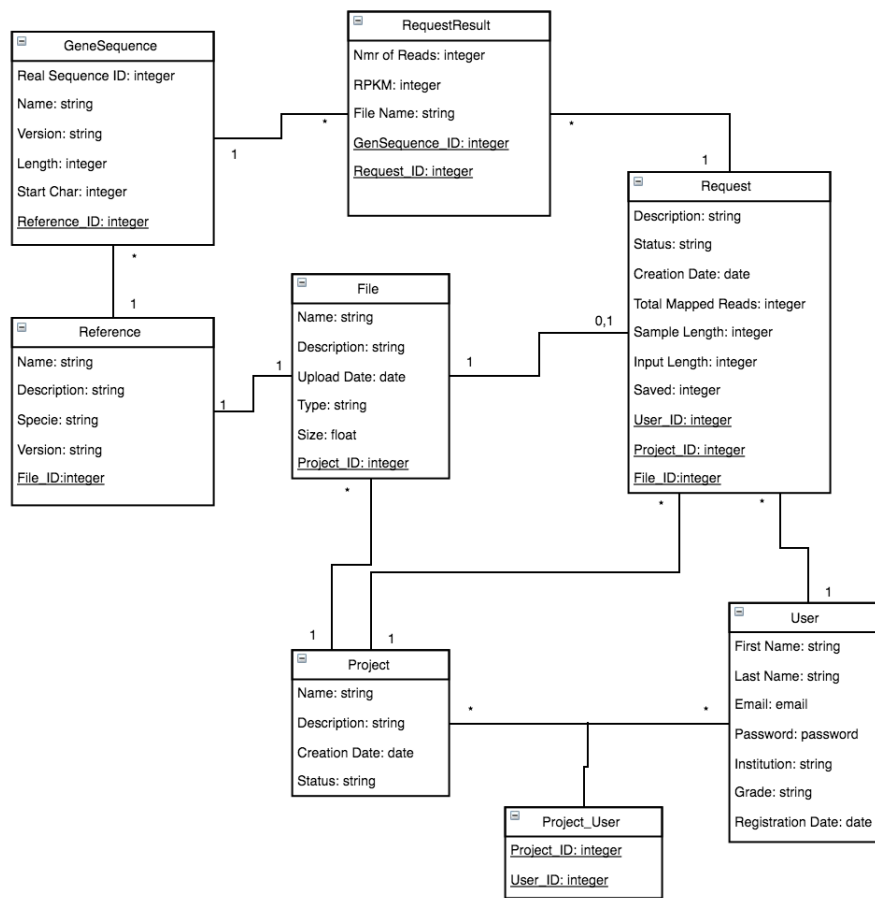 GeneSequence
Real Sequence ID: integer
Name: string
Version: string
Length: integer
Start Char: integer
Reference_ID: integer
RequestResult
Nmr of Reads: integer
RPKM: integer
File Name: string
GenSequence_ID: integer
Request_ID: integer
1
*
*
1
Request
Description: string
Status: string
Creation Date: date
Total Mapped Reads: integer
Sample Length: integer
Input Length: integer
Saved: integer
User_ID: integer
Project_ID: integer
File_ID:integer
*
1
Reference
Name: string
Description: string
Specie: string
Version: string
File_ID:integer
1
1
File
Name: string
Description: string
Upload Date: date
Type: string
Size: float
Project_ID: integer
1
0,1
*
*
*
1
1
1
Project
Name: string
Description: string
Creation Date: date
Status: string
*
*
User
First Name: string
Last Name: string
Email: email
Password: password
Institution: string
Grade: string
Registration Date: date
Project_User
Project_ID: integer
User_ID: integer